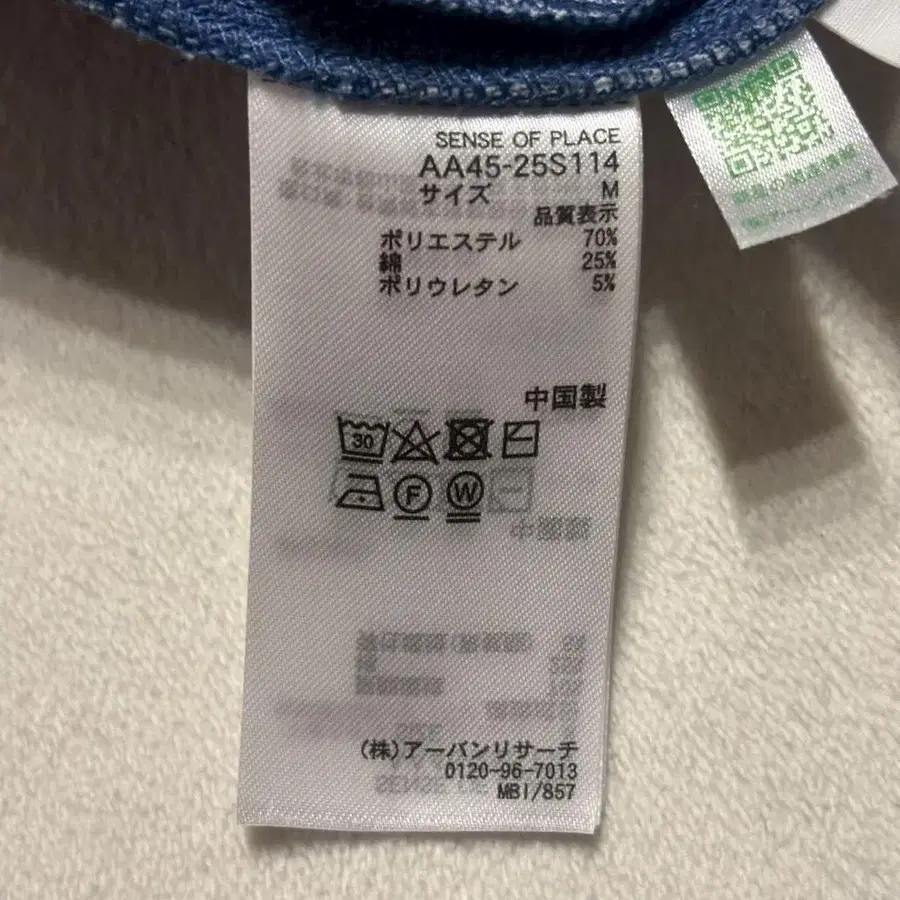 SENSE OF PLACE
AA45-25S114
サイズ M
品質表示
ポリエステル 70%
綿 25%
ポリウレタン 5%
中国製
30
F W
(株)アーバンリサーチ
0120-96-7013
MBI/857